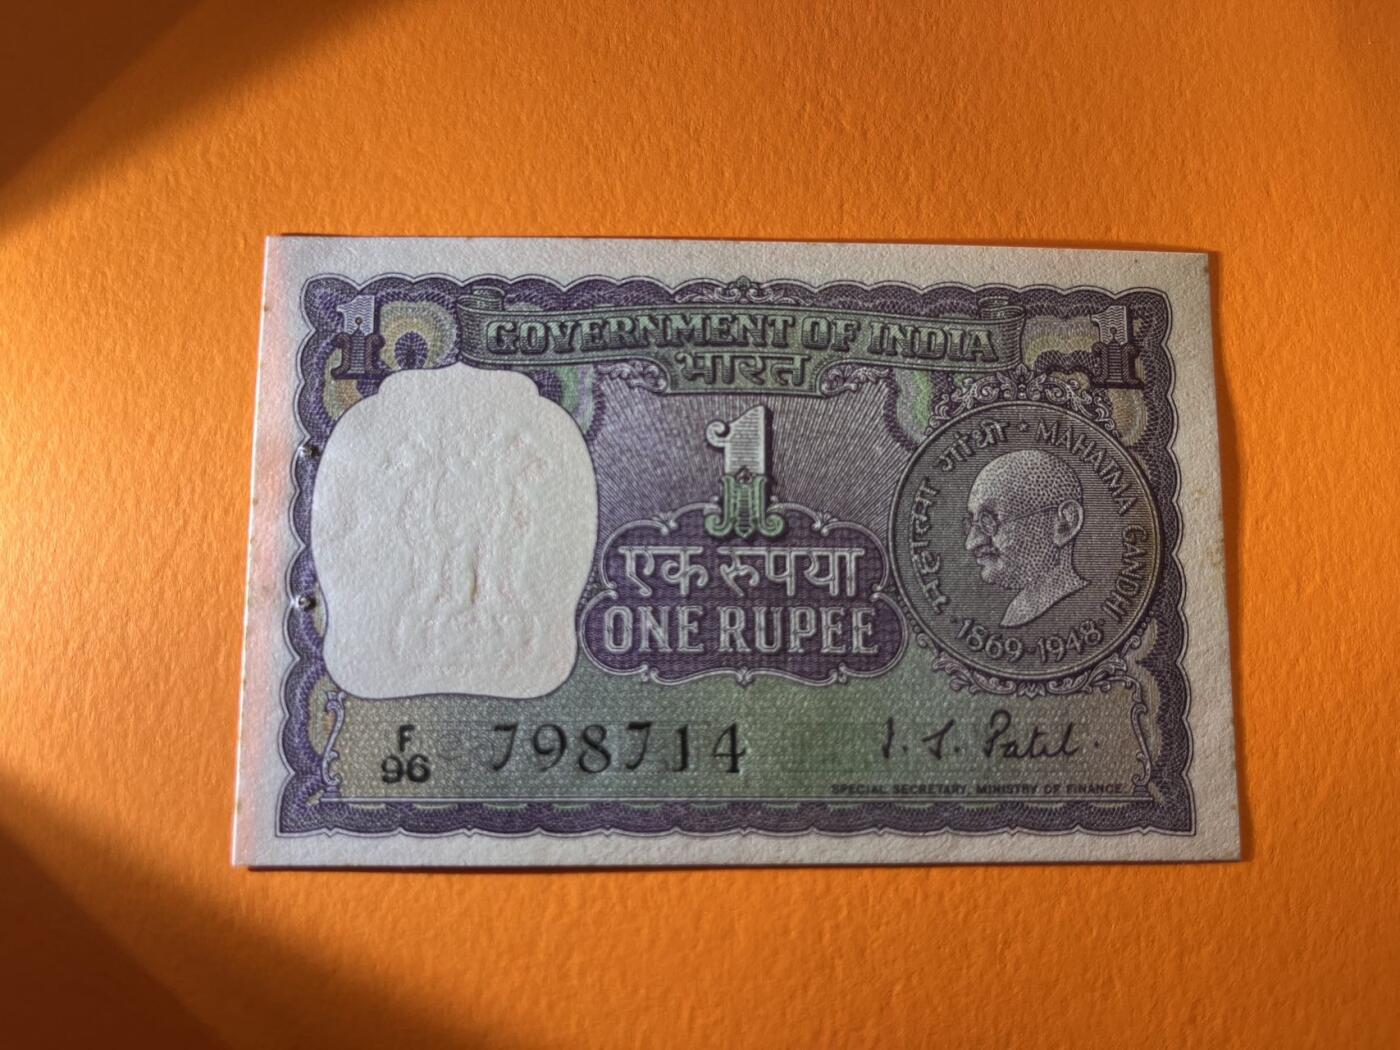 1 1
GOVERNMENT OF INDIA
भारत
1
महात्मा गांधी * MAHATMA GANDHI
1869-1948
एक रुपया
ONE RUPEE
F
96
798714
I. G. Patel.
SPECIAL SECRETARY, MINISTRY OF FINANCE